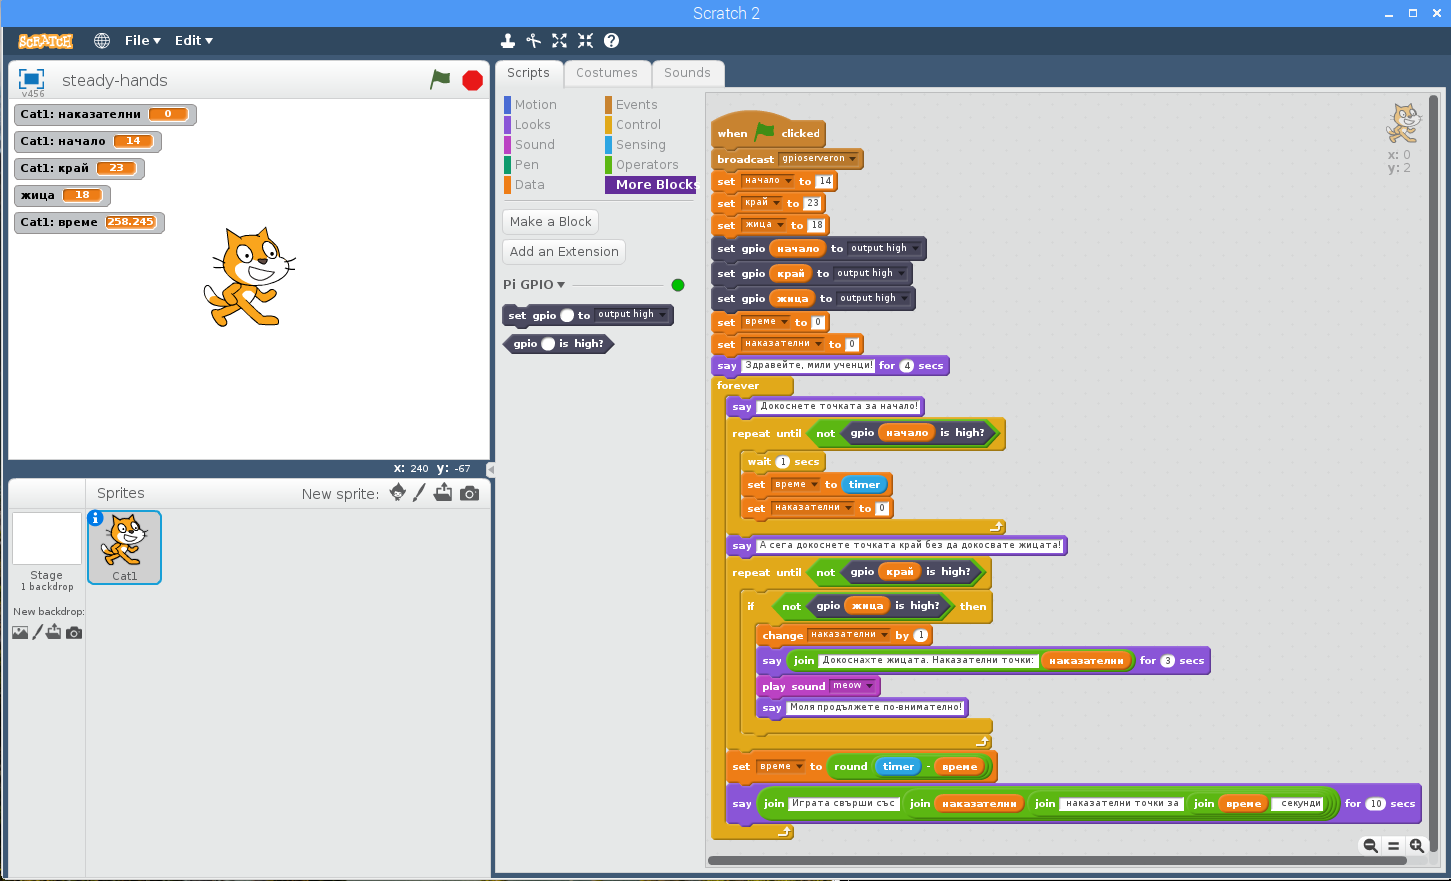 Scratch 2
SCRATCH File Edit
steady-hands
v456
Cat1: наказателни 0
Cat1: начало 14
Cat1: край 23
жица 18
Cat1: време 258.245
x: 240 y: -67
Sprites New sprite:
Cat1
Stage
1 backdrop
New backdrop:
Scripts Costumes Sounds
Motion Events
Looks Control
Sound Sensing
Pen Operators
Data More Blocks
Make a Block
Add an Extension
Pi GPIO
set gpio to output high
gpio is high?
x: 0
y: 2
when clicked
broadcast gpioserveron
set начало to 14
set край to 23
set жица to 18
set gpio начало to output high
set gpio край to output high
set gpio жица to output high
set време to 0
set наказателни to 0
say Здравейте, мили ученци! for 4 secs
forever
say Докоснете точката за начало!
repeat until not gpio начало is high?
wait 1 secs
set време to timer
set наказателни to 0
say А сега докоснете точката край без да докосвате жицата!
repeat until not gpio край is high?
if not gpio жица is high? then
change наказателни by 1
say join Докоснахте жицата. Наказателни точки: наказателни for 3 secs
play sound meow
say Моля продължете по-внимателно!
set време to round timer - време
say join Играта свърши със join наказателни join наказателни точки за join време секунди for 10 secs